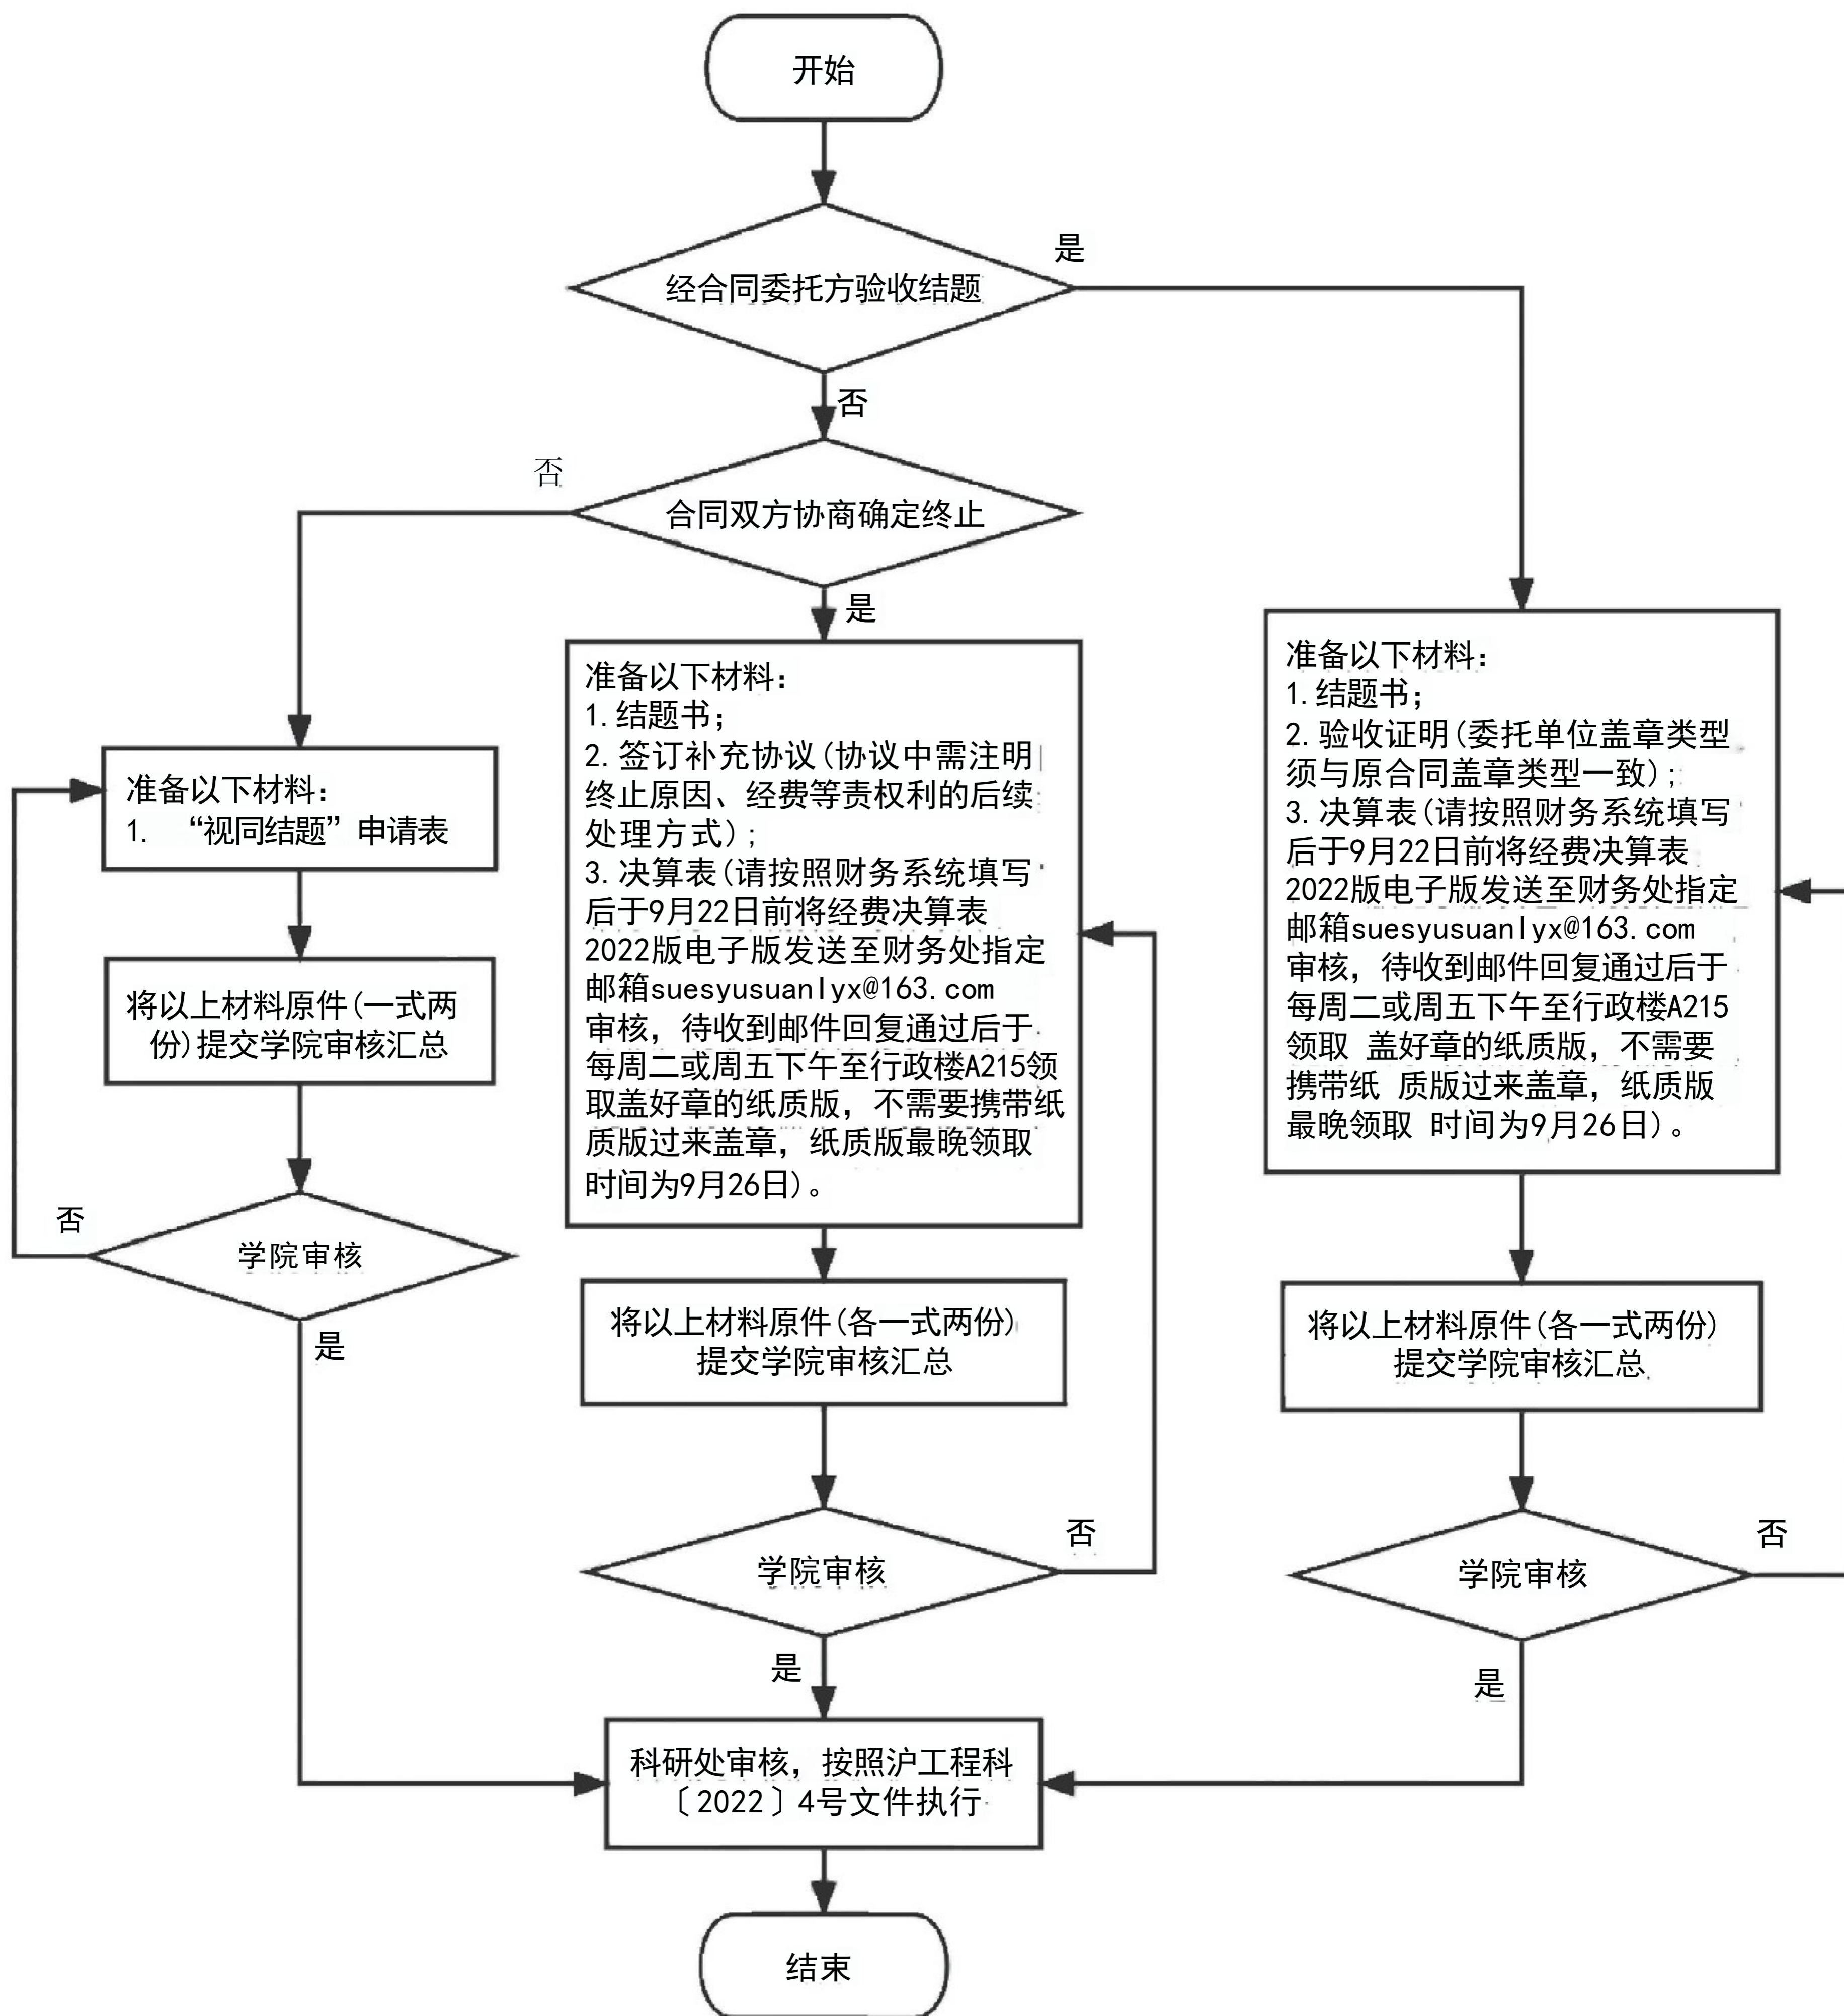 开始
经合同委托方验收结题
是
否
合同双方协商确定终止
否
是
准备以下材料：
1. “视同结题”申请表
将以上材料原件(一式两
份)提交学院审核汇总
学院审核
否
是
准备以下材料：
1.结题书；
2.签订补充协议(协议中需注明
终止原因、经费等责权利的后续
处理方式)；
3.决算表(请按照财务系统填写
后于9月22日前将经费决算表
2022版电子版发送至财务处指定
邮箱suesyusuanlyx@163.com
审核，待收到邮件回复通过后于
每周二或周五下午至行政楼A215领
取盖好章的纸质版，不需要携带纸
质版过来盖章，纸质版最晚领取
时间为9月26日)。
将以上材料原件(各一式两份)
提交学院审核汇总
学院审核
否
是
准备以下材料：
1.结题书；
2.验收证明(委托单位盖章类型
须与原合同盖章类型一致)；
3.决算表(请按照财务系统填写
后于9月22日前将经费决算表
2022版电子版发送至财务处指定
邮箱suesyusuanlyx@163.com
审核，待收到邮件回复通过后于
每周二或周五下午至行政楼A215
领取 盖好章的纸质版，不需要
携带纸 质版过来盖章，纸质版
最晚领取 时间为9月26日)。
将以上材料原件(各一式两份)
提交学院审核汇总
学院审核
否
是
科研处审核，按照沪工程科
〔2022〕4号文件执行
结束